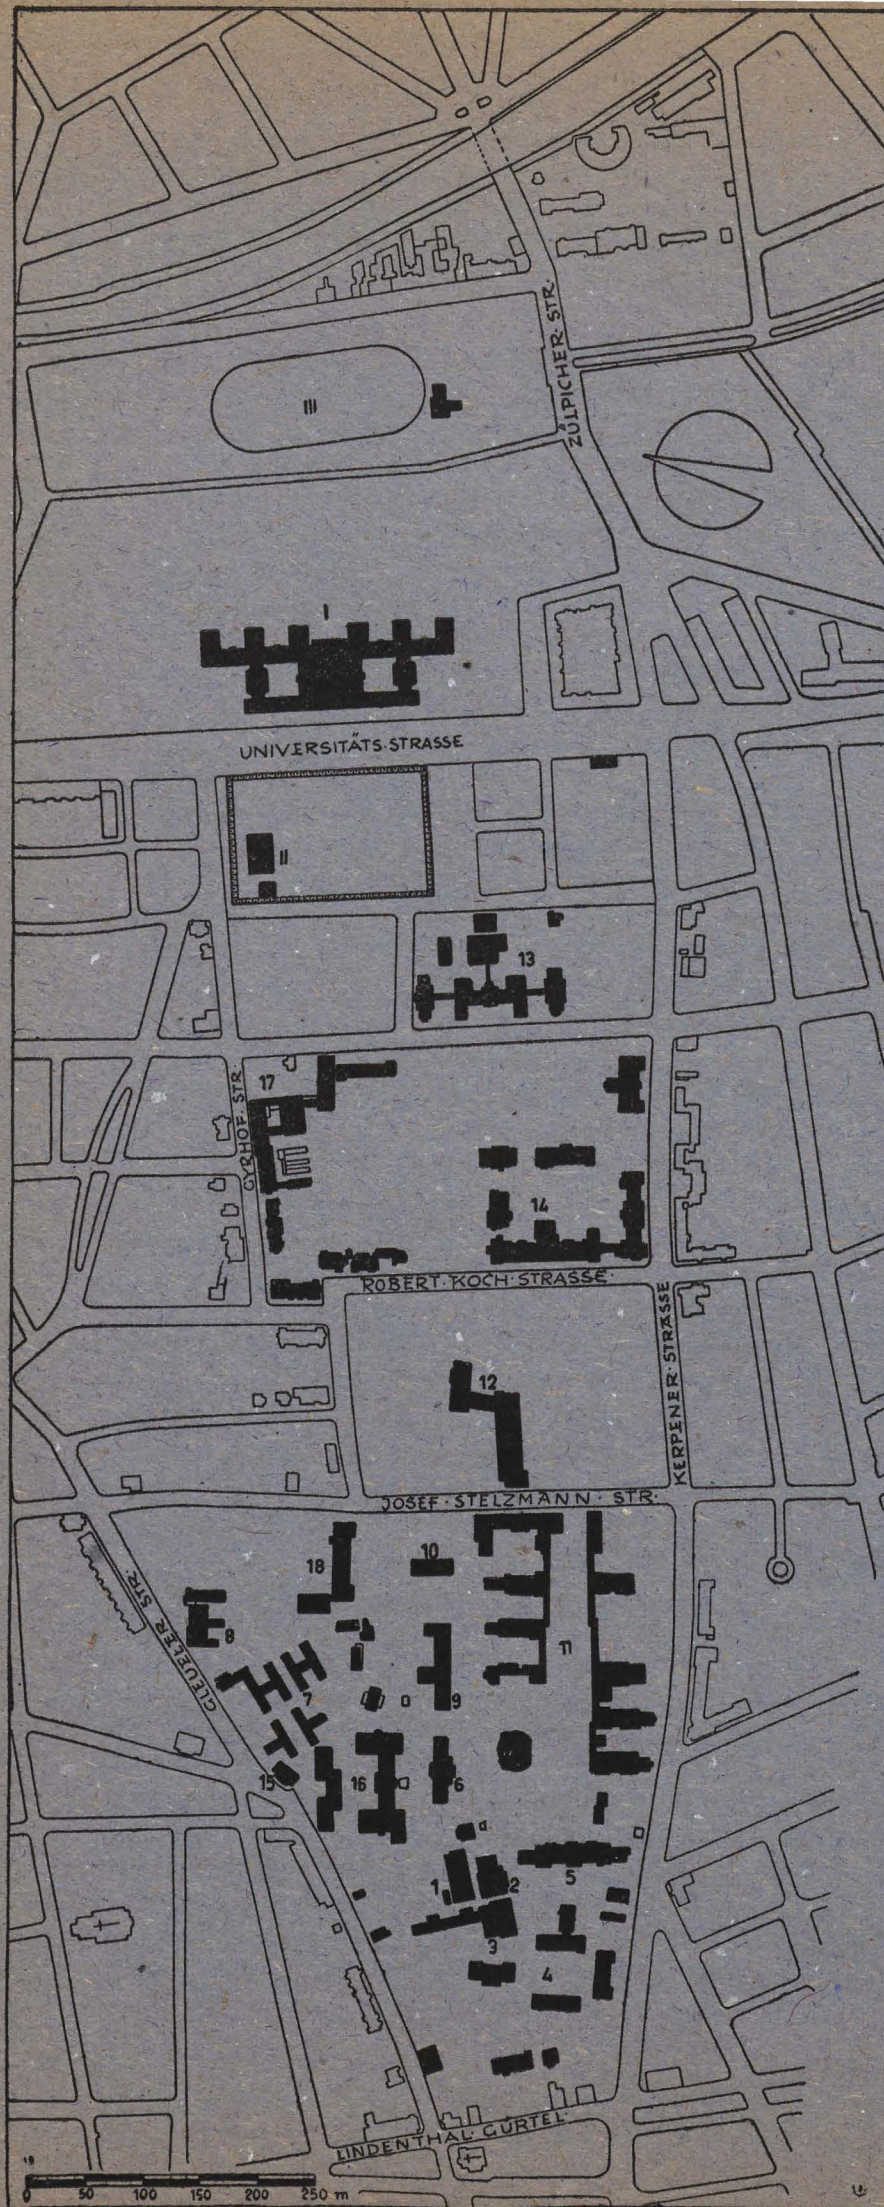 ZÜLPICHER·STR·
III
I
UNIVERSITÄTS·STRASSE
II
13
17
GYRHOF·STR·
14
ROBERT·KOCH·STRASSE·
KERPENER·STRASSE
12
JOSEF·STELZMANN·STR·
18
10
GLEUELER STR·
8
11
7
9
15
16
6
a
1
2
5
3
4
LINDENTHAL·GÜRTEL·
0 50 100 150 200 250 m